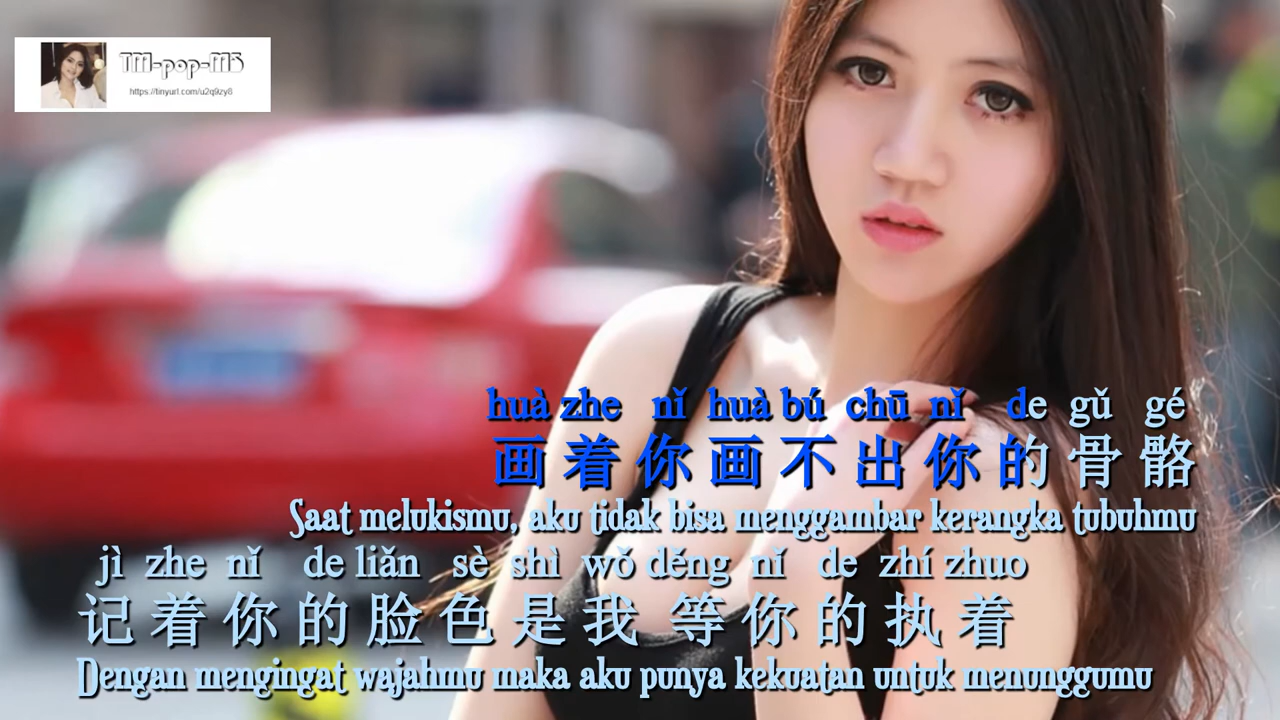 TM-pop-M3
https://tinyurl.com/u2q9zy8
huà zhe nǐ huà bú chū nǐ de gǔ gé
画着你画不出你的骨骼
Saat melukismu, aku tidak bisa menggambar kerangka tubuhmu
jì zhe nǐ de liǎn sè shì wǒ děng nǐ de zhí zhuo
记着你的脸色是我 等你的执着
Dengan mengingat wajahmu maka aku punya kekuatan untuk menunggumu